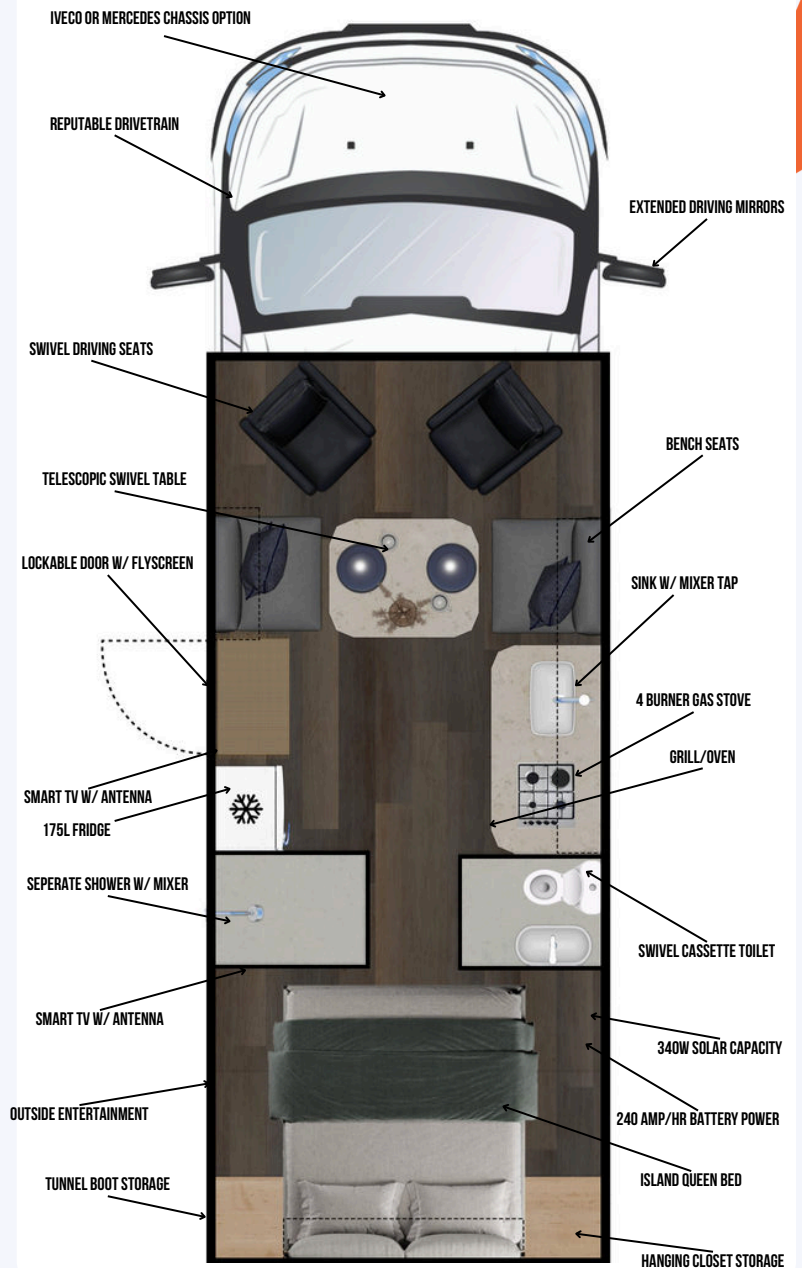 IVECO OR MERCEDES CHASSIS OPTION
REPUTABLE DRIVETRAIN
EXTENDED DRIVING MIRRORS
SWIVEL DRIVING SEATS
BENCH SEATS
TELESCOPIC SWIVEL TABLE
LOCKABLE DOOR W/ FLYSCREEN
SINK W/ MIXER TAP
4 BURNER GAS STOVE
GRILL/OVEN
SMART TV W/ ANTENNA
175L FRIDGE
SEPERATE SHOWER W/ MIXER
SWIVEL CASSETTE TOILET
SMART TV W/ ANTENNA
340W SOLAR CAPACITY
OUTSIDE ENTERTAINMENT
240 AMP/HR BATTERY POWER
ISLAND QUEEN BED
TUNNEL BOOT STORAGE
HANGING CLOSET STORAGE